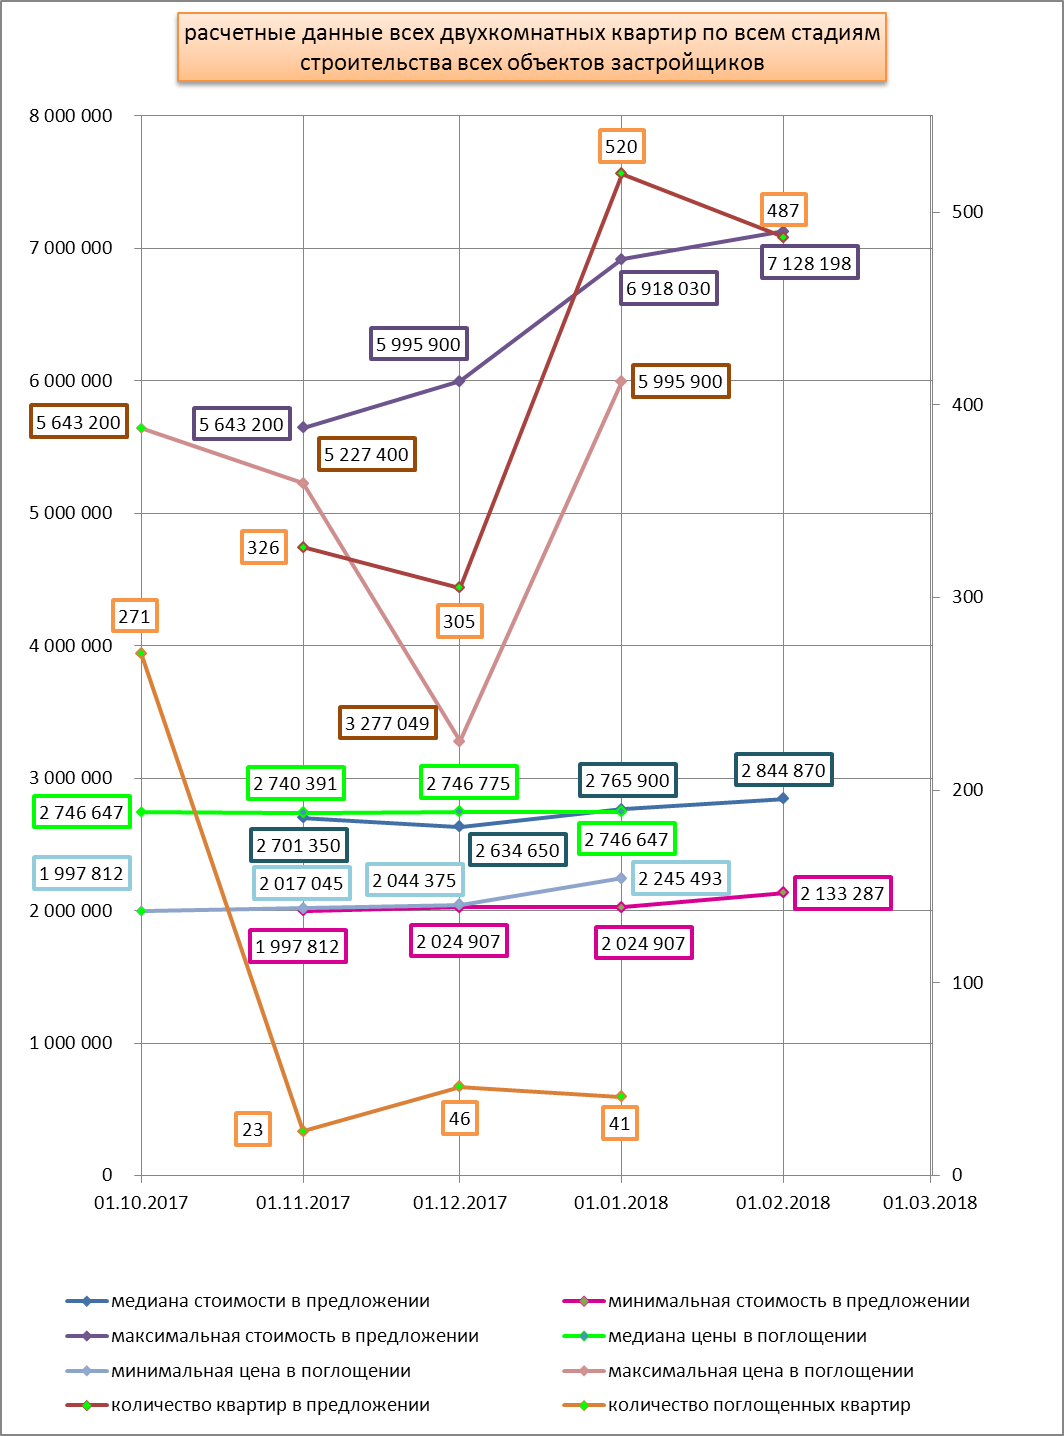 расчетные данные всех двухкомнатных квартир по всем стадиям
строительства всех объектов застройщиков
8 000 000
520
487
500
7 000 000
7 128 198
6 918 030
5 995 900
6 000 000
5 995 900
400
5 643 200
5 643 200
5 227 400
5 000 000
326
300
271
305
4 000 000
3 277 049
3 000 000
2 740 391
2 746 775
2 765 900
2 844 870
200
2 746 647
2 701 350
2 634 650
2 746 647
1 997 812
2 017 045
2 044 375
2 245 493
2 133 287
2 000 000
1 997 812
2 024 907
2 024 907
100
1 000 000
23
46
41
0
0
01.10.2017
01.11.2017
01.12.2017
01.01.2018
01.02.2018
01.03.2018
медиана стоимости в предложении
минимальная стоимость в предложении
максимальная стоимость в предложении
медиана цены в поглощении
минимальная цена в поглощении
максимальная цена в поглощении
количество квартир в предложении
количество поглощенных квартир